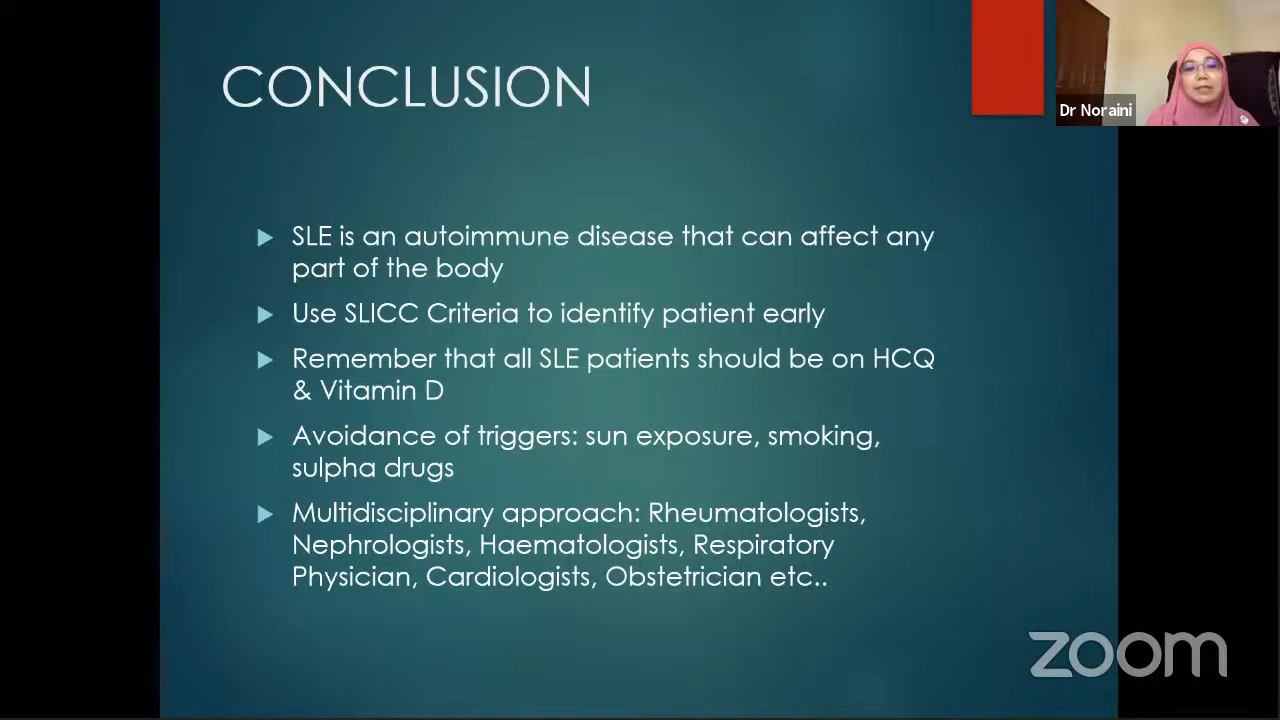 CONCLUSION
Dr Noraini
SLE is an autoimmune disease that can affect any
part of the body
Use SLICC Criteria to identify patient early
Remember that all SLE patients should be on HCQ
& Vitamin D
Avoidance of triggers: sun exposure, smoking,
sulpha drugs
Multidisciplinary approach: Rheumatologists,
Nephrologists, Haematologists, Respiratory
Physician, Cardiologists, Obstetrician etc..
zoom